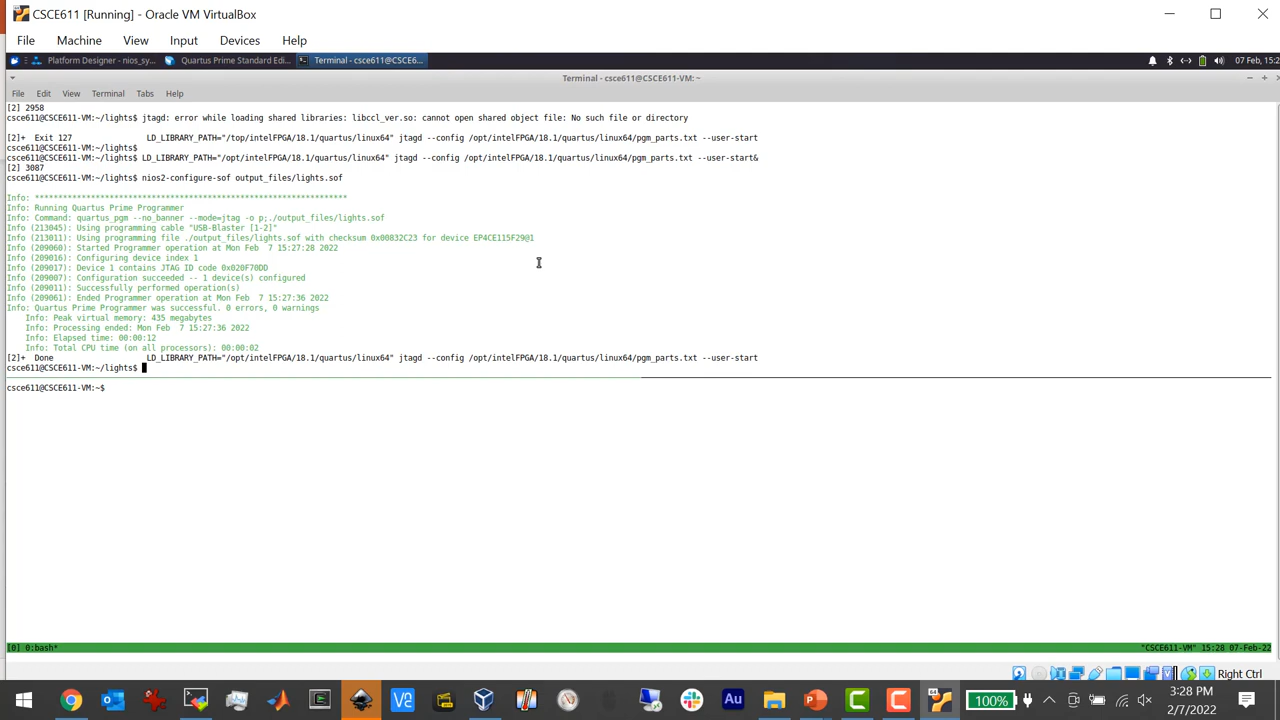 CSCE611 [Running] - Oracle VM VirtualBox
File Machine View Input Devices Help
Platform Designer - nios_sy... Quartus Prime Standard Edi... Terminal - csce611@CSCE6... 07 Feb, 15:2
Terminal - csce611@CSCE611-VM: ~
File Edit View Terminal Tabs Help
[2] 2958
csce611@CSCE611-VM:~/lights$ jtagd: error while loading shared libraries: libccl_ver.so: cannot open shared object file: No such file or directory
[2]+ Exit 127 LD_LIBRARY_PATH="/top/intelFPGA/18.1/quartus/linux64" jtagd --config /opt/intelFPGA/18.1/quartus/linux64/pgm_parts.txt --user-start
csce611@CSCE611-VM:~/lights$
csce611@CSCE611-VM:~/lights$ LD_LIBRARY_PATH="/opt/intelFPGA/18.1/quartus/linux64" jtagd --config /opt/intelFPGA/18.1/quartus/linux64/pgm_parts.txt --user-start&
[2] 3087
csce611@CSCE611-VM:~/lights$ nios2-configure-sof output_files/lights.sof
Info: *******************************************************************
Info: Running Quartus Prime Programmer
Info: Command: quartus_pgm --no_banner --mode=jtag -o p;./output_files/lights.sof
Info (213045): Using programming cable "USB-Blaster [1-2]"
Info (213011): Using programming file ./output_files/lights.sof with checksum 0x00832C23 for device EP4CE115F29@1
Info (209060): Started Programmer operation at Mon Feb  7 15:27:28 2022
Info (209016): Configuring device index 1
Info (209017): Device 1 contains JTAG ID code 0x020F70DD
Info (209007): Configuration succeeded -- 1 device(s) configured
Info (209011): Successfully performed operation(s)
Info (209061): Ended Programmer operation at Mon Feb  7 15:27:36 2022
Info: Quartus Prime Programmer was successful. 0 errors, 0 warnings
Info: Peak virtual memory: 435 megabytes
Info: Processing ended: Mon Feb  7 15:27:36 2022
Info: Elapsed time: 00:00:12
Info: Total CPU time (on all processors): 00:00:02
[2]+ Done LD_LIBRARY_PATH="/opt/intelFPGA/18.1/quartus/linux64" jtagd --config /opt/intelFPGA/18.1/quartus/linux64/pgm_parts.txt --user-start
csce611@CSCE611-VM:~/lights$
csce611@CSCE611-VM:~$
[0] 0:bash* "CSCE611-VM" 15:28 07-Feb-22
Right Ctrl
Au 100% 3:28 PM
2/7/2022